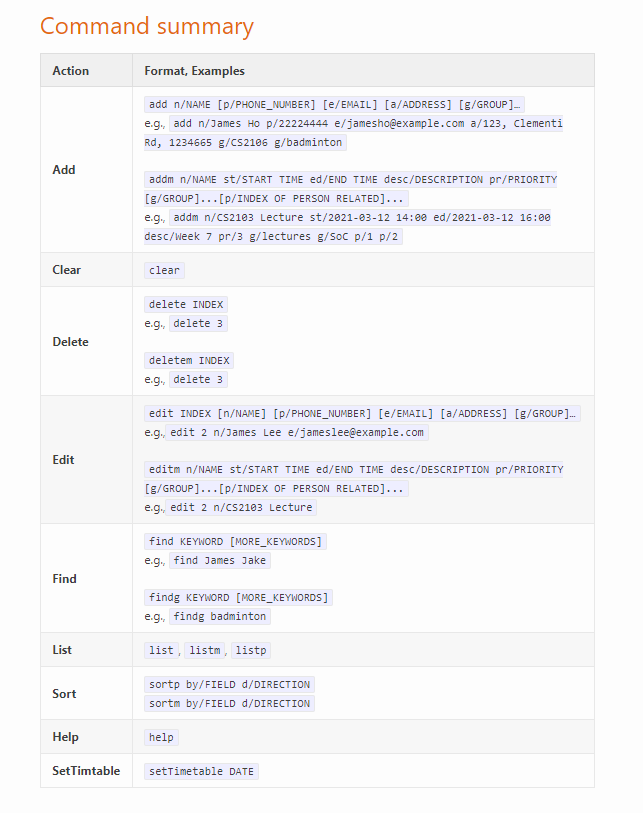 Command summary
Action Format, Examples
Add
add n/NAME [p/PHONE_NUMBER] [e/EMAIL] [a/ADDRESS] [g/GROUP]…
e.g., add n/James Ho p/22224444 e/jamesho@example.com a/123, Clementi
Rd, 1234665 g/CS2106 g/badminton
addm n/NAME st/START TIME ed/END TIME desc/DESCRIPTION pr/PRIORITY
[g/GROUP]...[p/INDEX OF PERSON RELATED]...
e.g., addm n/CS2103 Lecture st/2021-03-12 14:00 ed/2021-03-12 16:00
desc/Week 7 pr/3 g/lectures g/SoC p/1 p/2
Clear clear
Delete
delete INDEX
e.g., delete 3
deletem INDEX
e.g., delete 3
Edit
edit INDEX [n/NAME] [p/PHONE_NUMBER] [e/EMAIL] [a/ADDRESS] [g/GROUP]…
e.g., edit 2 n/James Lee e/jameslee@example.com
editm n/NAME st/START TIME ed/END TIME desc/DESCRIPTION pr/PRIORITY
[g/GROUP]...[p/INDEX OF PERSON RELATED]...
e.g., edit 2 n/CS2103 Lecture
Find
find KEYWORD [MORE_KEYWORDS]
e.g., find James Jake
findg KEYWORD [MORE_KEYWORDS]
e.g., findg badminton
List list, listm, listp
Sort
sortp by/FIELD d/DIRECTION
sortm by/FIELD d/DIRECTION
Help help
SetTimtable setTimetable DATE